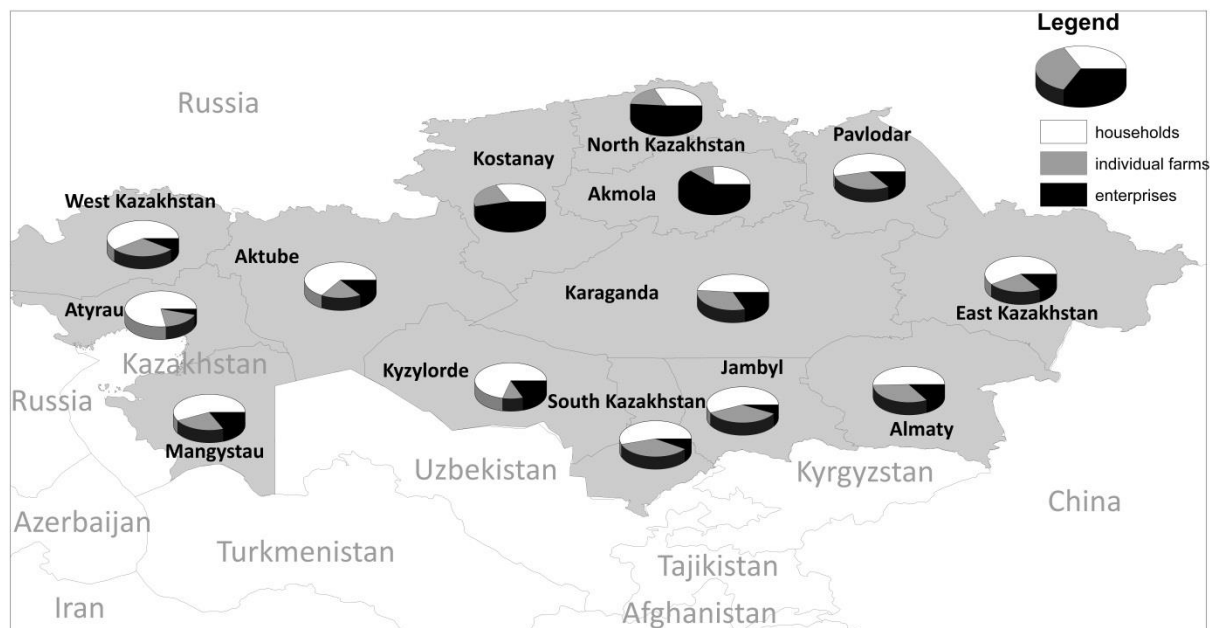 Legend
households
individual farms
enterprises
Russia
North Kazakhstan
Pavlodar
Kostanay
Akmola
West Kazakhstan
Aktube
Karaganda
Atyrau
East Kazakhstan
Kazakhstan
Kyzylorde
Jambyl
Russia
South Kazakhstan
Almaty
Mangystau
Uzbekistan
Kyrgyzstan
China
Azerbaijan
Turkmenistan
Tajikistan
Iran
Afghanistan